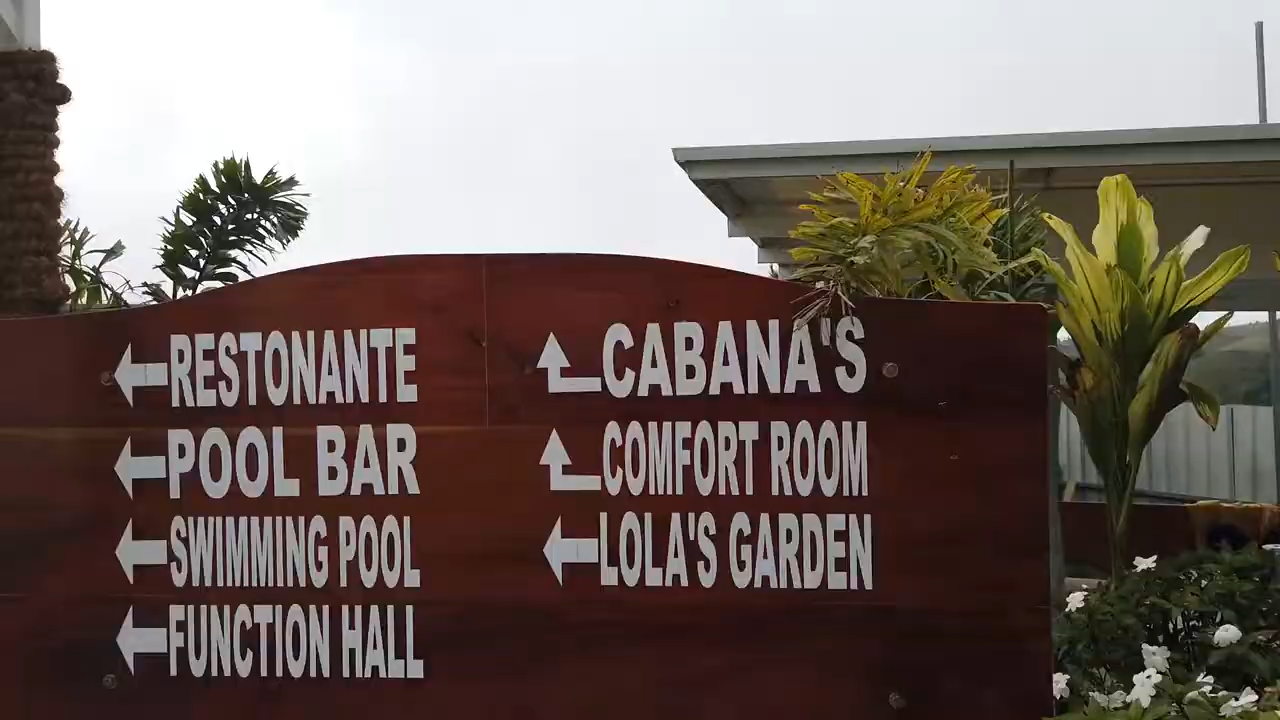 RESTONANTE
POOL BAR
SWIMMING POOL
FUNCTION HALL
CABANA'S
COMFORT ROOM
LOLA'S GARDEN